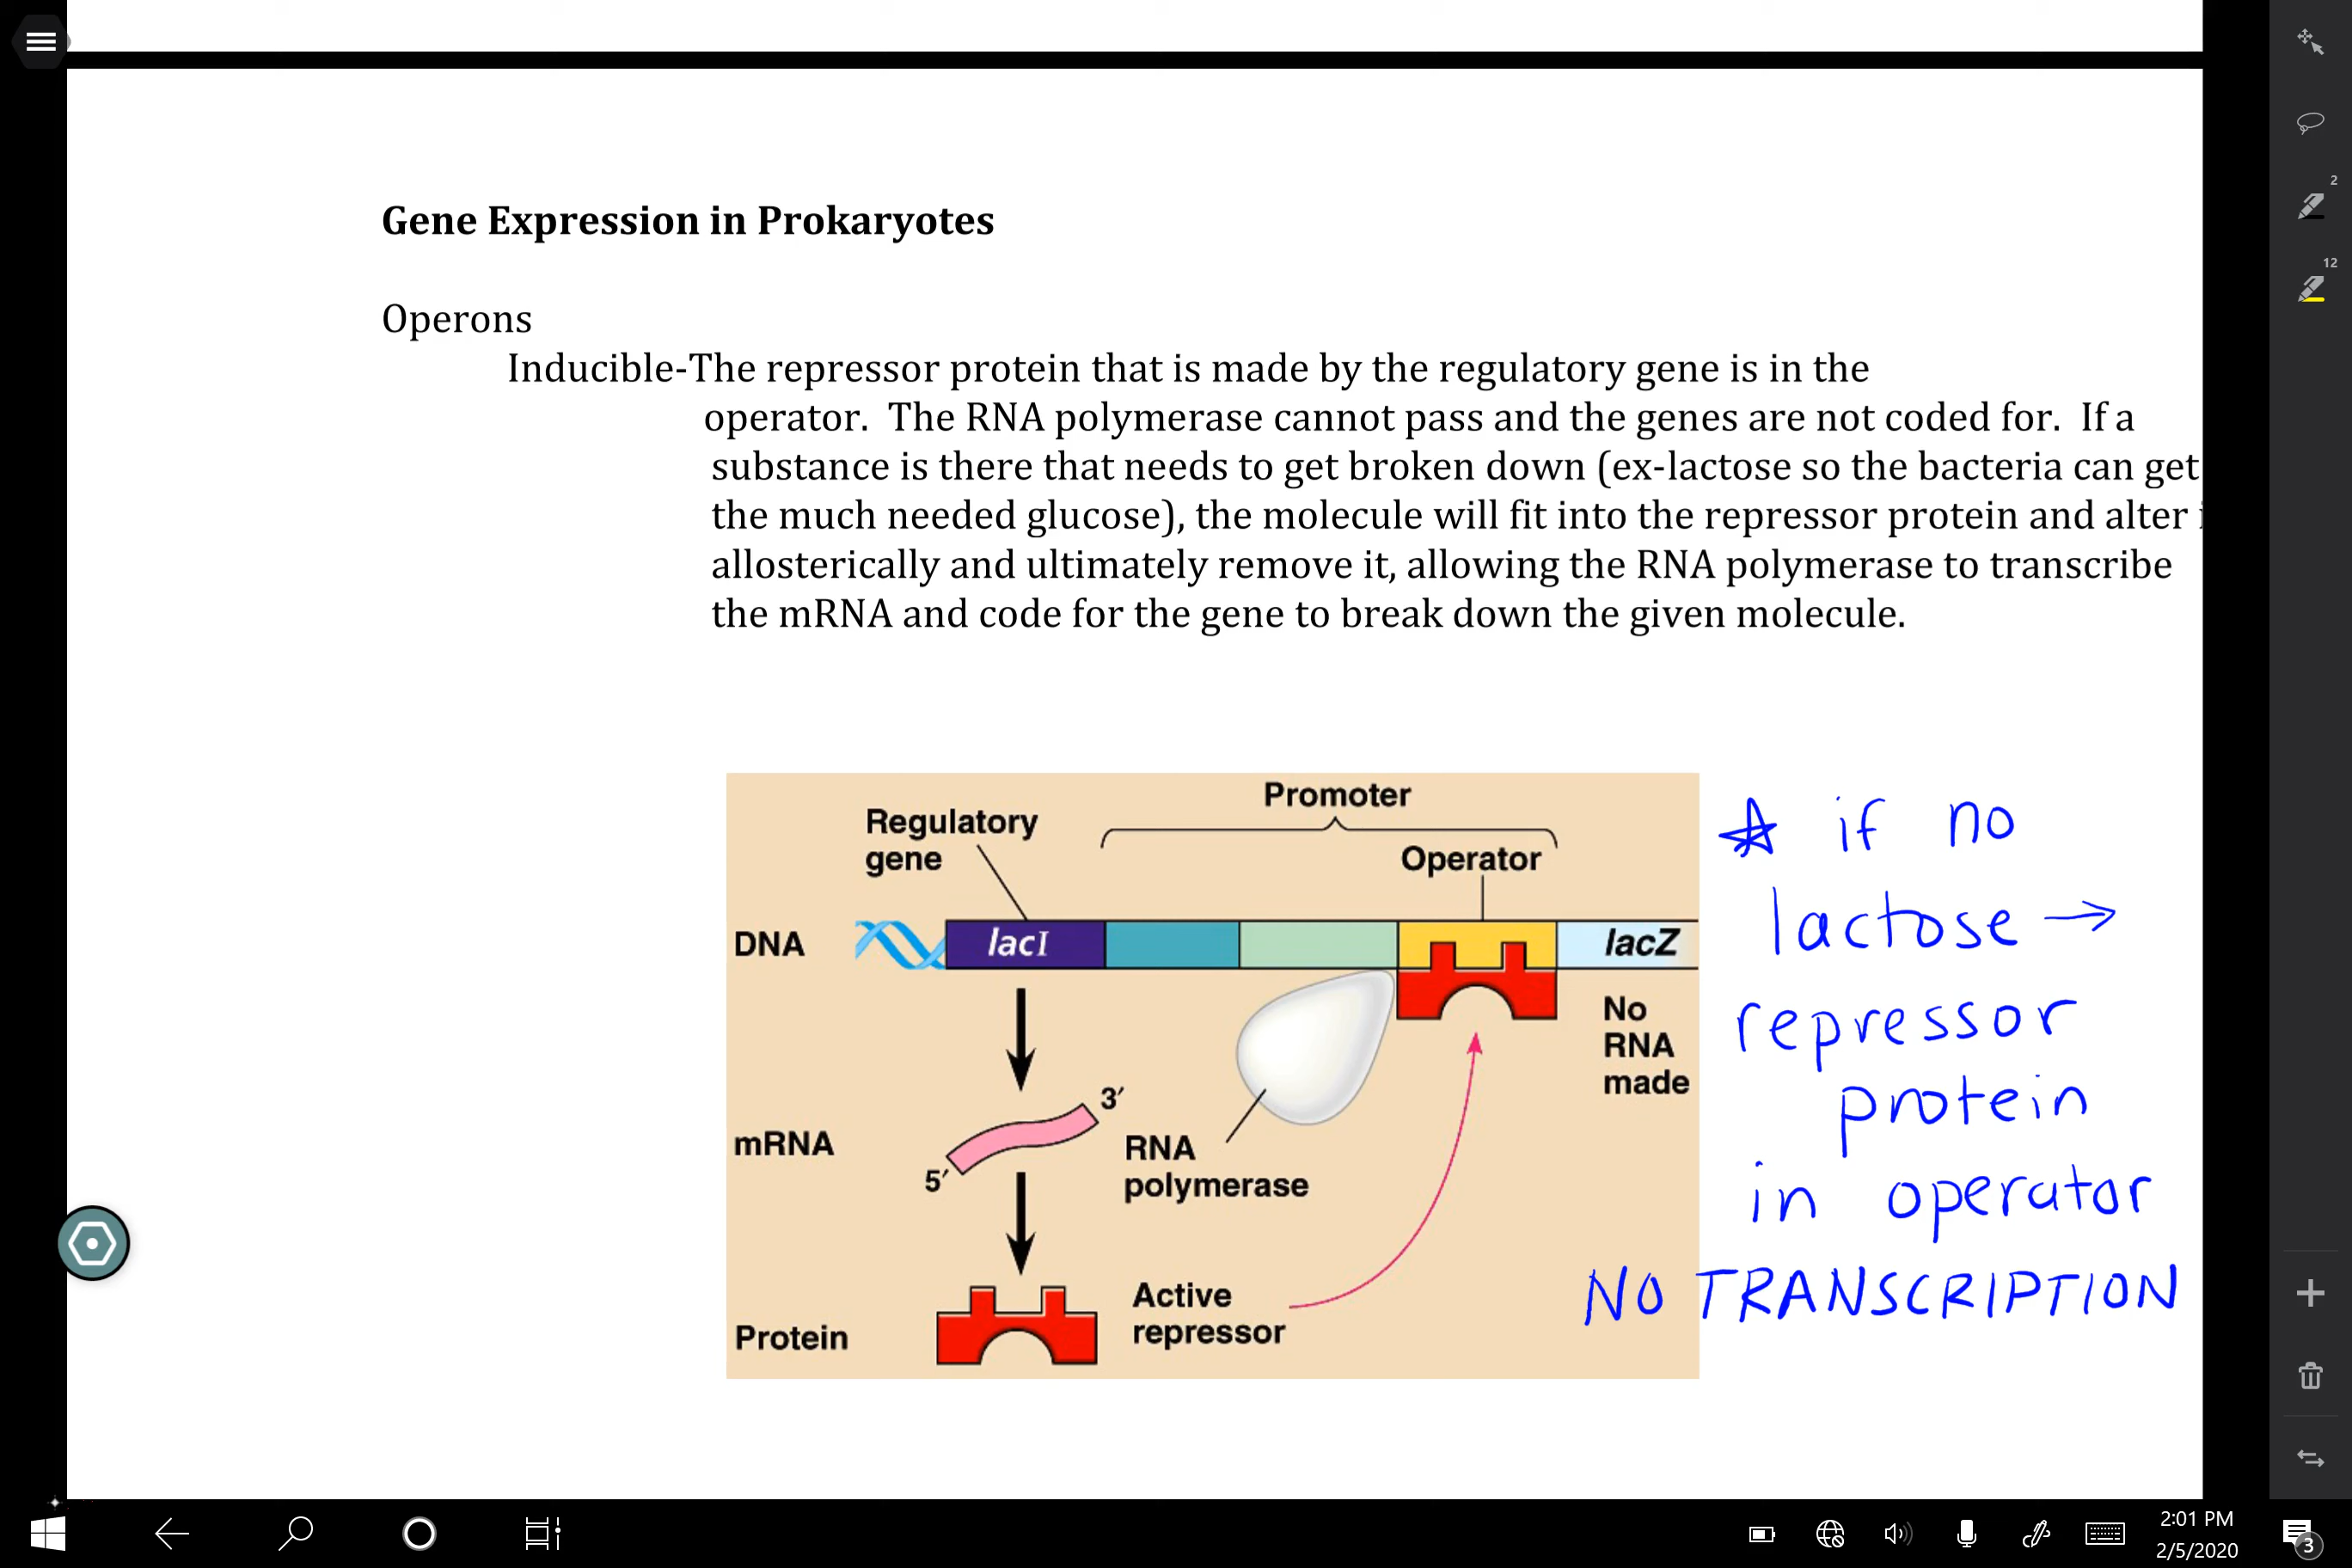 Gene Expression in Prokaryotes
Operons
Inducible-The repressor protein that is made by the regulatory gene is in the
operator.  The RNA polymerase cannot pass and the genes are not coded for.  If a
substance is there that needs to get broken down (ex-lactose so the bacteria can get
the much needed glucose), the molecule will fit into the repressor protein and alter
allosterically and ultimately remove it, allowing the RNA polymerase to transcribe
the mRNA and code for the gene to break down the given molecule.
Promoter
Regulatory
gene
Operator
DNA
lacI
lacZ
No
RNA
made
3′
mRNA
5′
RNA
polymerase
Active
repressor
Protein
☆ if no
lactose →
repressor
protein
in operator
NO TRANSCRIPTION
2
12
2:01 PM
2/5/2020
3